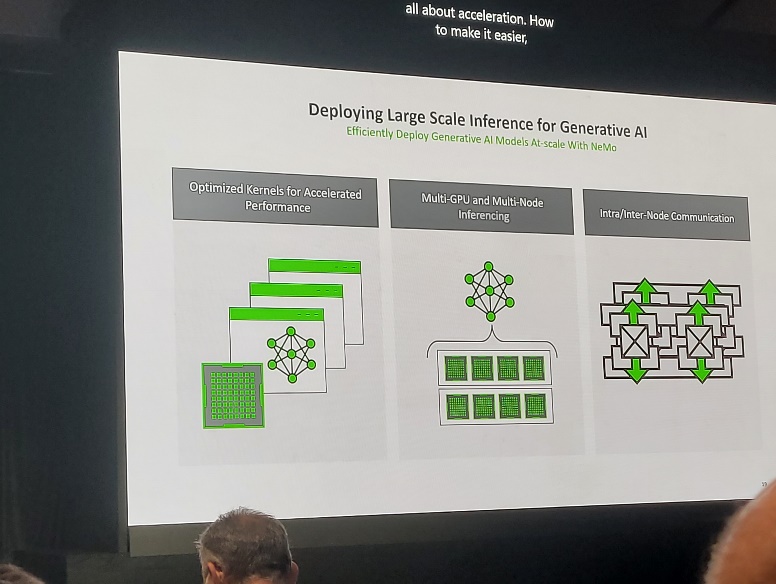 all about acceleration. How
to make it easier,
Deploying Large Scale Inference for Generative AI
Efficiently Deploy Generative AI Models At-scale With NeMo
Optimized Kernels for Accelerated
Performance
Multi-GPU and Multi-Node
Inferencing
Intra/Inter-Node Communication